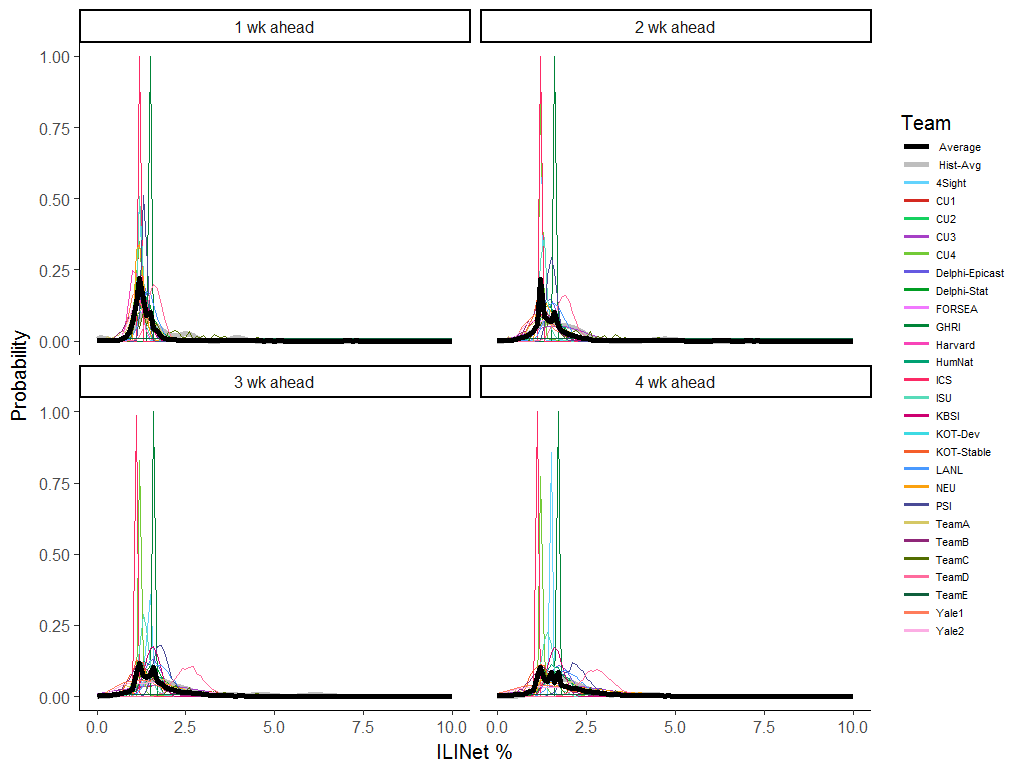 1 wk ahead
2 wk ahead
1.00
0.75
0.50
0.25
0.00
3 wk ahead
4 wk ahead
1.00
0.75
0.50
0.25
0.00
0.0
2.5
5.0
7.5
10.0
0.0
2.5
5.0
7.5
10.0
Probability
ILINet %
Team
Average
Hist-Avg
4Sight
CU1
CU2
CU3
CU4
Delphi-Epicast
Delphi-Stat
FORSEA
GHRI
Harvard
HumNat
ICS
ISU
KBSI
KOT-Dev
KOT-Stable
LANL
NEU
PSI
TeamA
TeamB
TeamC
TeamD
TeamE
Yale1
Yale2